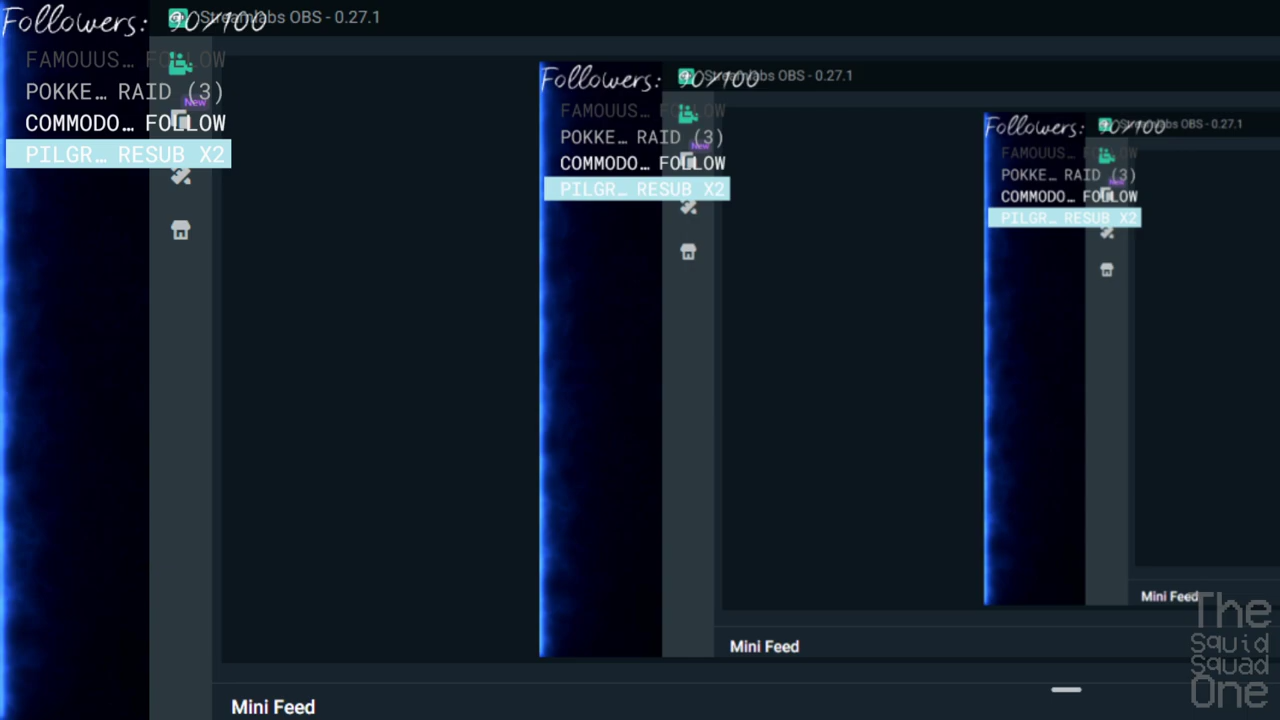 Followers: 90/100
Streamlabs OBS - 0.27.1
FAMOUUS… FOLLOW
POKKE… RAID (3)
New
COMMODO… FOLLOW
PILGR… RESUB X2
Mini Feed
Followers: 90/100
Streamlabs OBS - 0.27.1
FAMOUUS… FOLLOW
POKKE… RAID (3)
New
COMMODO… FOLLOW
PILGR… RESUB X2
Mini Feed
Followers: 90/100
Streamlabs OBS - 0.27.1
FAMOUUS… FOLLOW
POKKE… RAID (3)
New
COMMODO… FOLLOW
PILGR… RESUB X2
Mini Feed
The
Squid
Squad
One